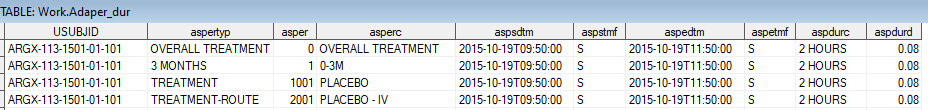 TABLE: Work.Adaper_dur
USUBJID aspertyp asper asperc aspsdtm aspstmf aspedtm aspetmf aspdurc aspdurd
ARGX-113-1501-01-101 OVERALL TREATMENT 0 OVERALL TREATMENT 2015-10-19T09:50:00 S 2015-10-19T11:50:00 S 2 HOURS 0.08
ARGX-113-1501-01-101 3 MONTHS 1 0-3M 2015-10-19T09:50:00 S 2015-10-19T11:50:00 S 2 HOURS 0.08
ARGX-113-1501-01-101 TREATMENT 1001 PLACEBO 2015-10-19T09:50:00 S 2015-10-19T11:50:00 S 2 HOURS 0.08
ARGX-113-1501-01-101 TREATMENT-ROUTE 2001 PLACEBO - IV 2015-10-19T09:50:00 S 2015-10-19T11:50:00 S 2 HOURS 0.08